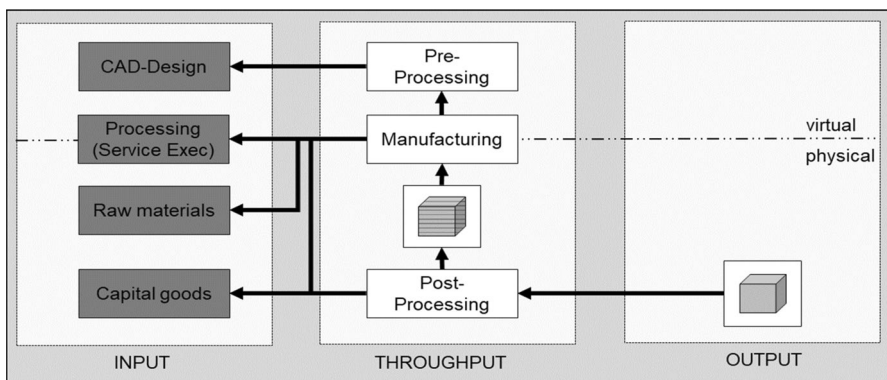 CAD-Design
Processing
(Service Exec)
Raw materials
Capital goods
INPUT
Pre-
Processing
Manufacturing
Post-
Processing
THROUGHPUT
virtual
physical
OUTPUT